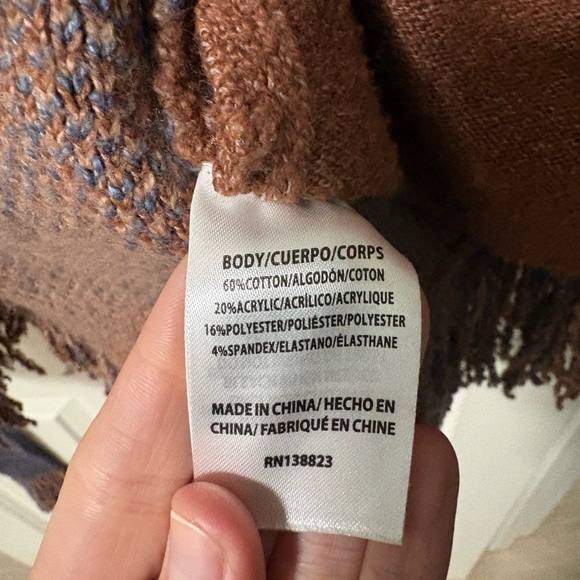 BODY/CUERPO/CORPS
60%COTTON/ALGODÓN/COTON
20%ACRYLIC/ACRÍLICO/ACRYLIQUE
16%POLYESTER/POLIÉSTER/POLYESTER
4%SPANDEX/ELASTANO/ÉLASTHANE
MADE IN CHINA/ HECHO EN
CHINA/ FABRIQUÉ EN CHINE
RN138823